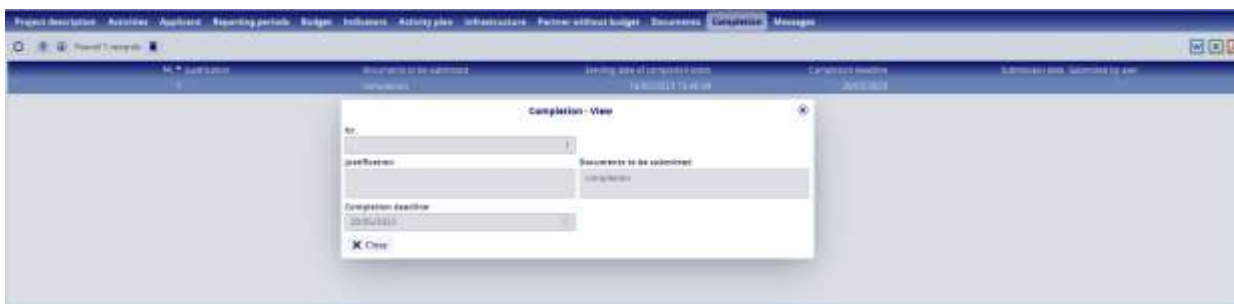 Project description Activities Applicant Reporting periods Budget Indicators Activity plan Infrastructure Partner without budget Documents Completion Messages
Found 1 records
Nr. Justification Documents to be submitted Sending date of completion letter Completion deadline Submission date Submitted by user
1 completion
Completion - View
Nr.
1
Justification Documents to be submitted
completion
Completion deadline
Close